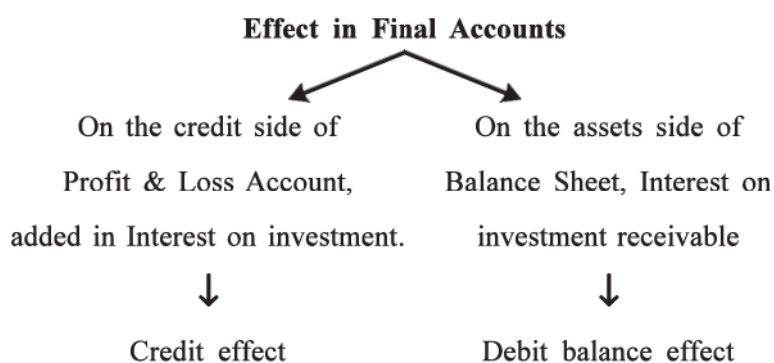 Effect in Final Accounts
On the credit side of
Profit & Loss Account,
added in Interest on investment.
Credit effect
On the assets side of
Balance Sheet, Interest on
investment receivable
Debit balance effect